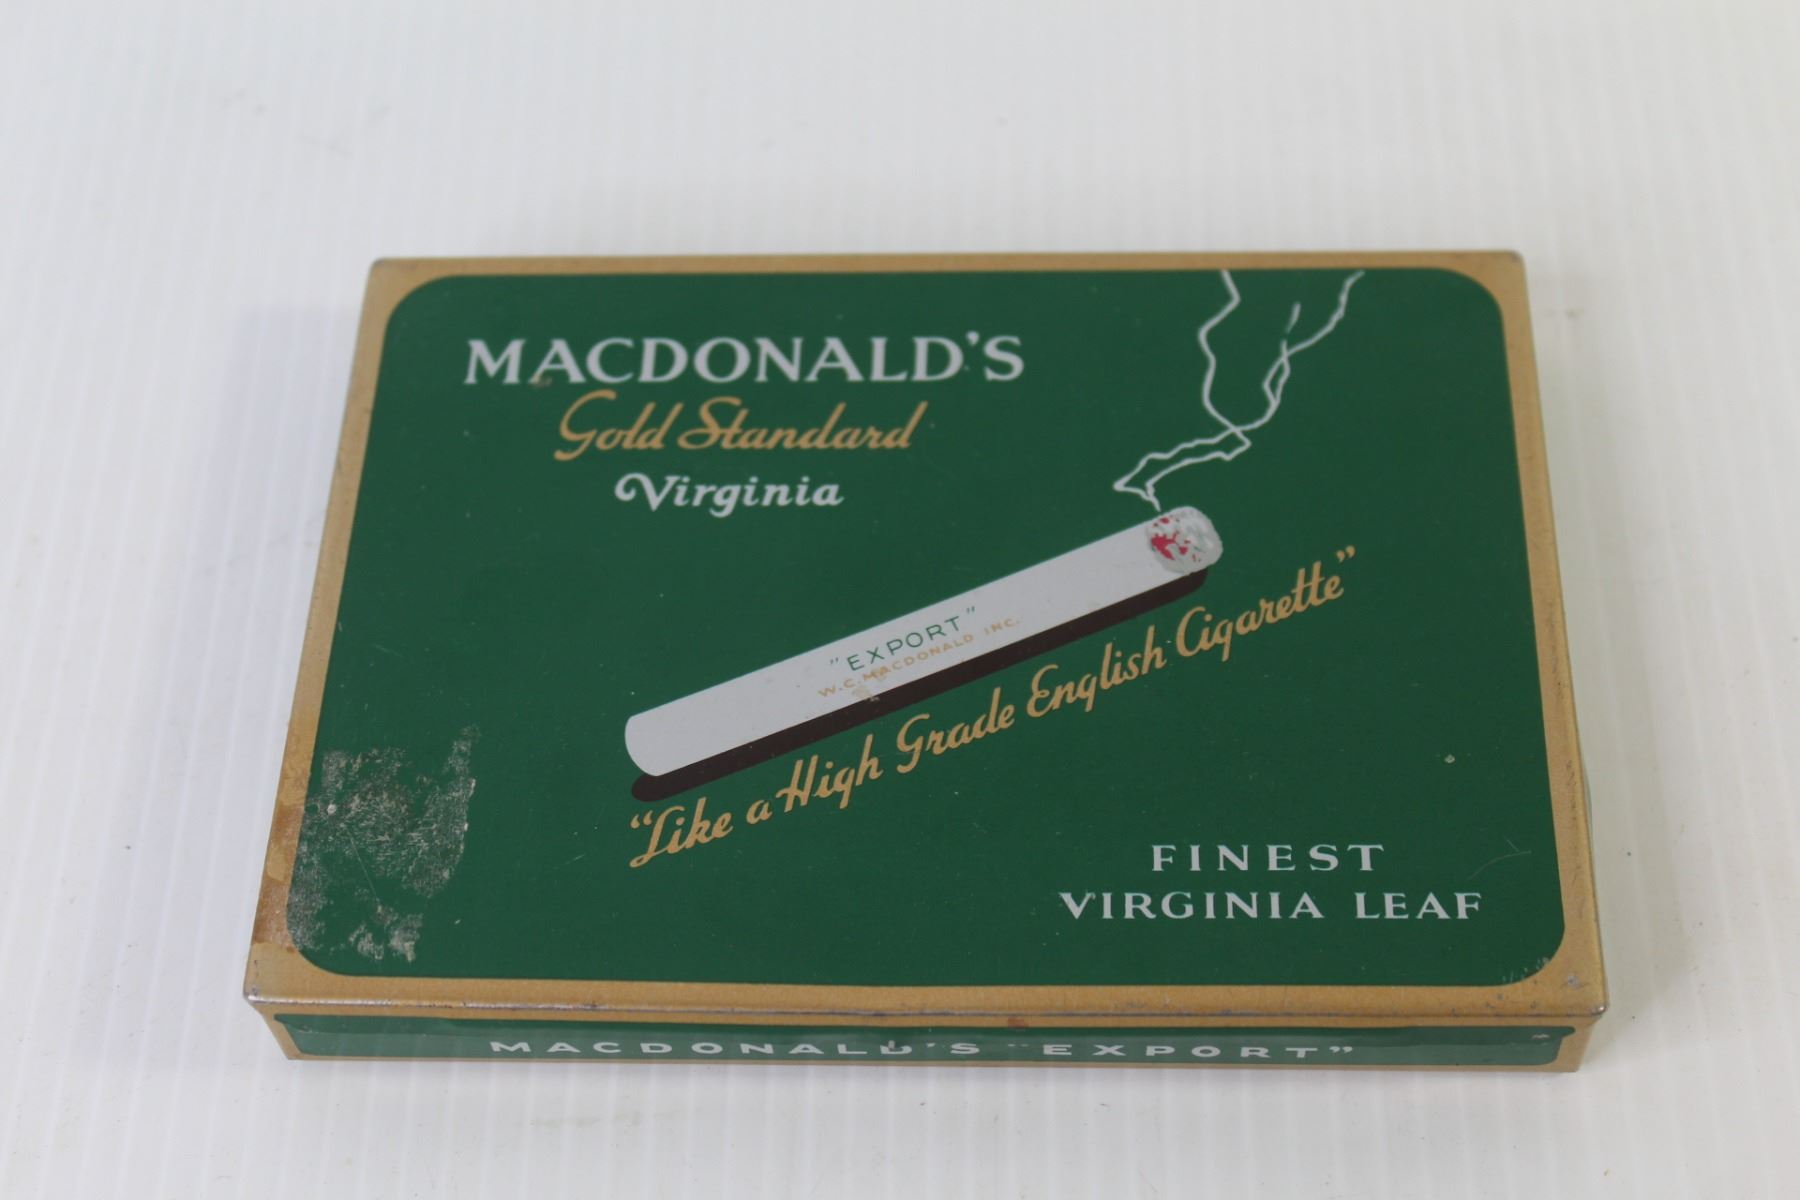 MACDONALD'S
Gold Standard
Virginia
"EXPORT"
W.C. MACDONALD INC.
"Like a High Grade English Cigarette"
FINEST
VIRGINIA LEAF
MACDONALD'S "EXPORT"